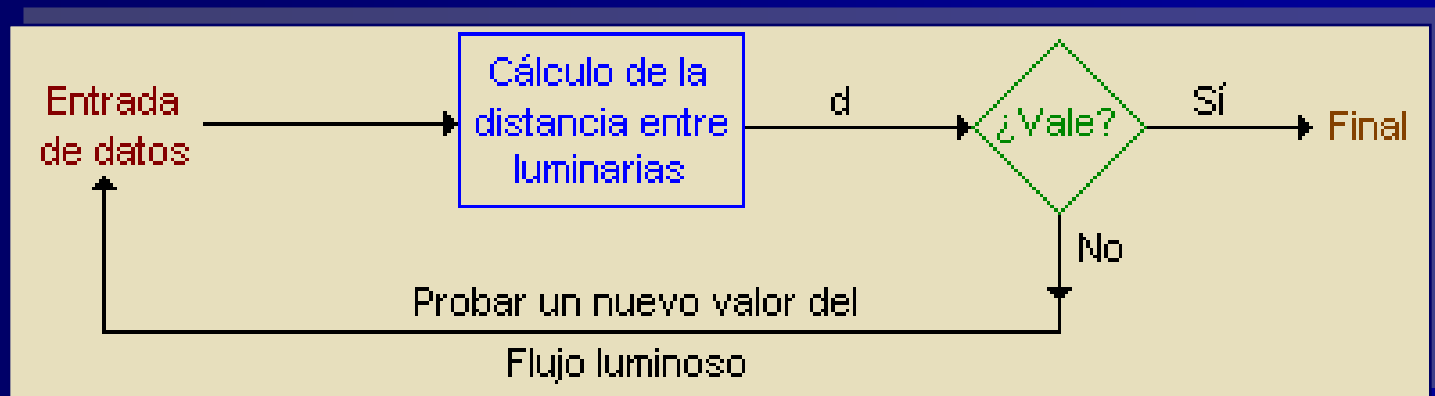 Entrada
de datos
Cálculo de la
distancia entre
luminarias
d
¿Vale?
Sí
Final
No
Probar un nuevo valor del
Flujo luminoso